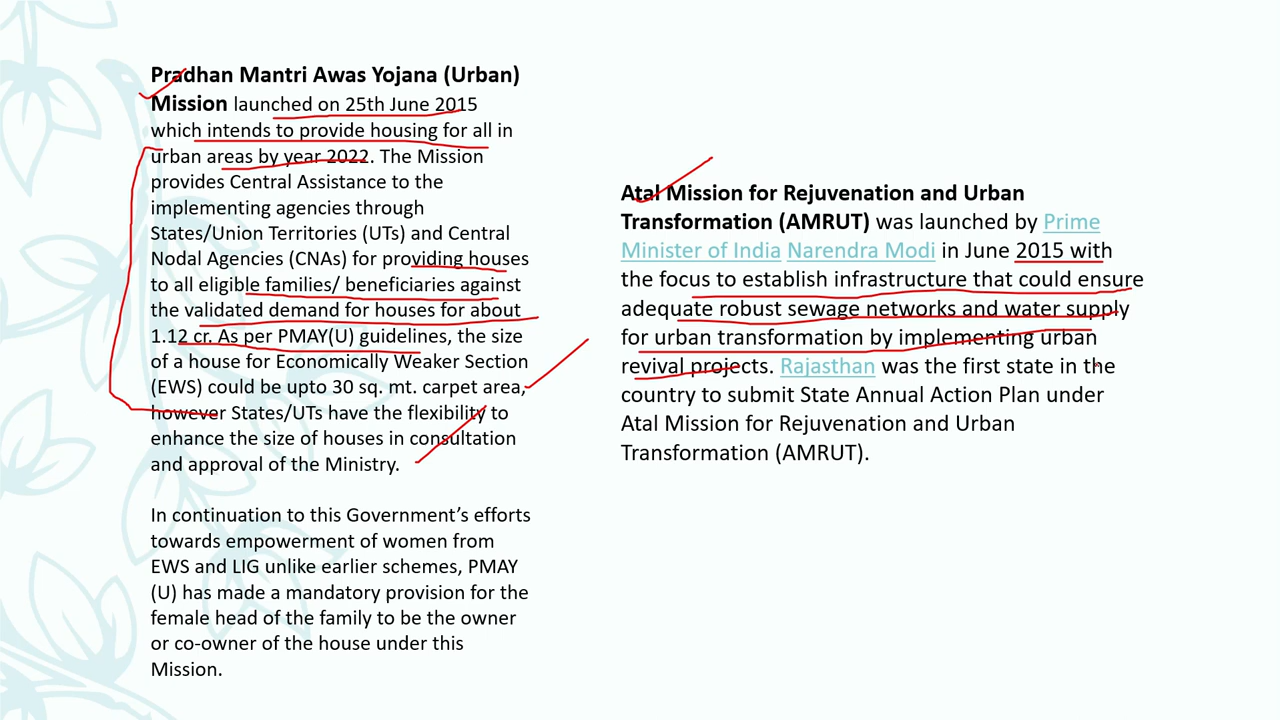 Pradhan Mantri Awas Yojana (Urban)
Mission launched on 25th June 2015
which intends to provide housing for all in
urban areas by year 2022. The Mission
provides Central Assistance to the
implementing agencies through
States/Union Territories (UTs) and Central
Nodal Agencies (CNAs) for providing houses
to all eligible families/ beneficiaries against
the validated demand for houses for about
1.12 cr. As per PMAY(U) guidelines, the size
of a house for Economically Weaker Section
(EWS) could be upto 30 sq. mt. carpet area,
however States/UTs have the flexibility to
enhance the size of houses in consultation
and approval of the Ministry.
In continuation to this Government’s efforts
towards empowerment of women from
EWS and LIG unlike earlier schemes, PMAY
(U) has made a mandatory provision for the
female head of the family to be the owner
or co-owner of the house under this
Mission.
Atal Mission for Rejuvenation and Urban
Transformation (AMRUT) was launched by Prime
Minister of India Narendra Modi in June 2015 with
the focus to establish infrastructure that could ensure
adequate robust sewage networks and water supply
for urban transformation by implementing urban
revival projects. Rajasthan was the first state in the
country to submit State Annual Action Plan under
Atal Mission for Rejuvenation and Urban
Transformation (AMRUT).